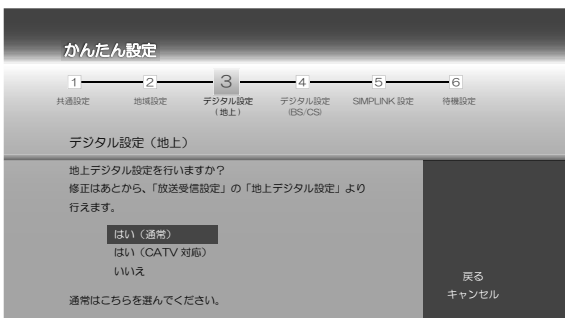 かんたん設定
1 2 3 4 5 6
共通設定 地域設定 デジタル設定 デジタル設定 SIMPLINK 設定 待機設定
（地上） (BS/CS)
デジタル設定（地上）
地上デジタル設定を行いますか？
修正はあとから、「放送受信設定」の「地上デジタル設定」より
行えます。
はい（通常）
はい（CATV 対応）
いいえ
通常はこちらを選んでください。
戻る
キャンセル